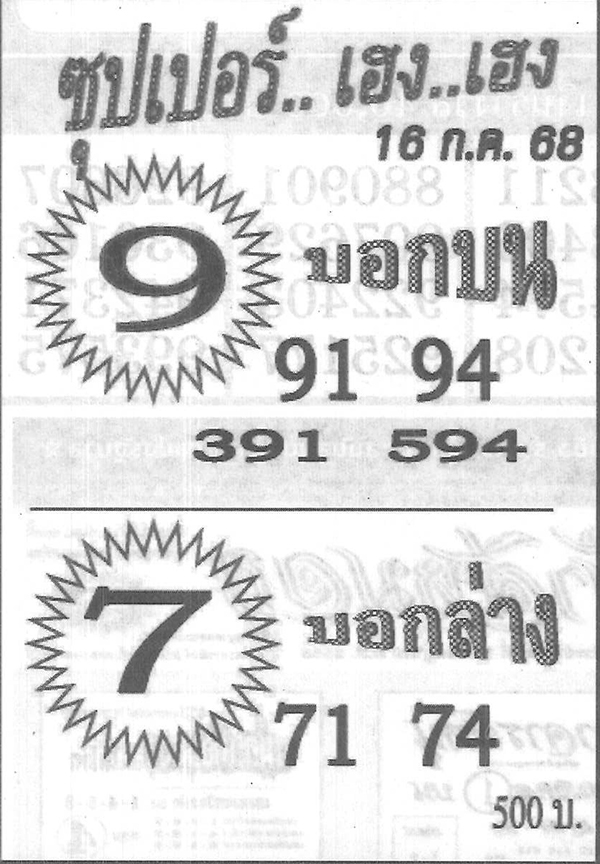 ซุปเปอร์.. เฮง..เฮง
16 ก.ค. 68
9 บอกบน
91 94
391 594
7 บอกล่าง
71 74
500 บ.